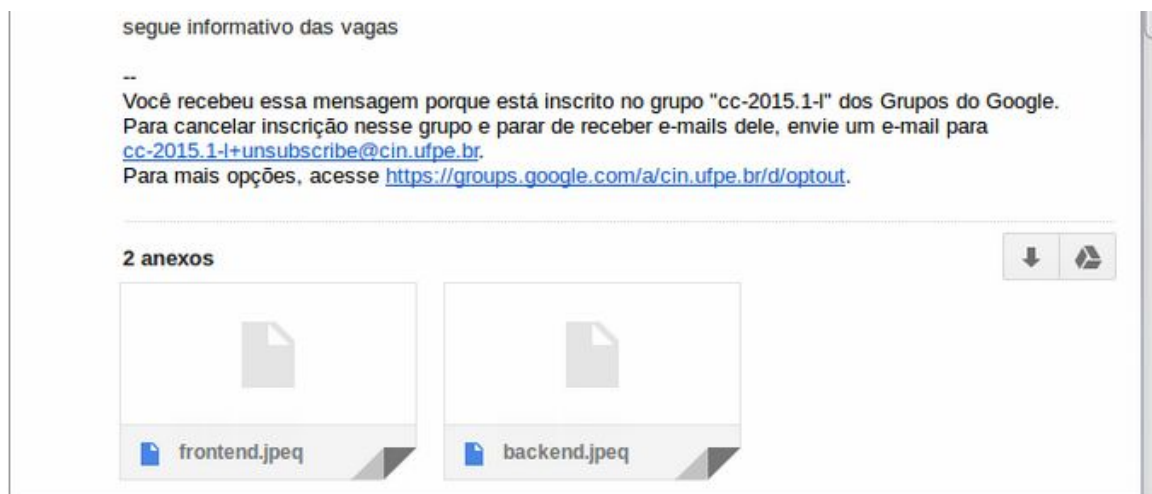 segue informativo das vagas
--
Você recebeu essa mensagem porque está inscrito no grupo "cc-2015.1-l" dos Grupos do Google.
Para cancelar inscrição nesse grupo e parar de receber e-mails dele, envie um e-mail para
cc-2015.1-l+unsubscribe@cin.ufpe.br.
Para mais opções, acesse https://groups.google.com/a/cin.ufpe.br/d/optout.
2 anexos
frontend.jpeq
backend.jpeq